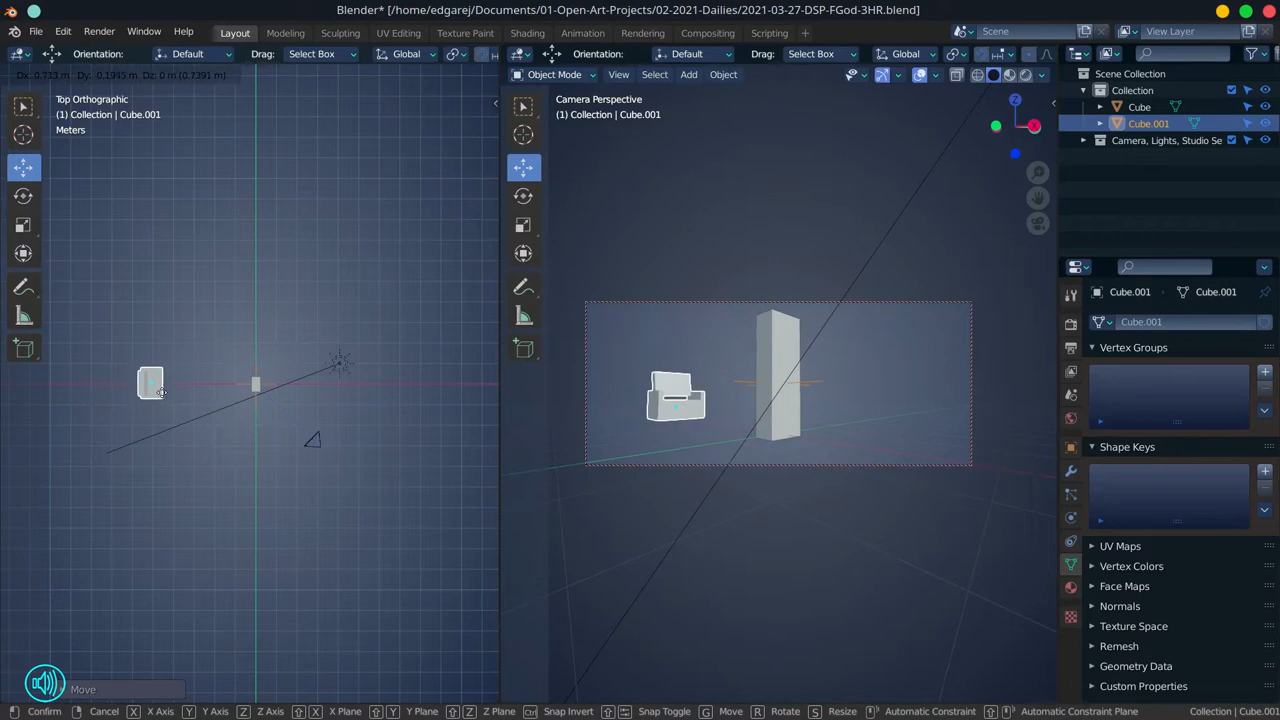 Blender* [/home/edgarej/Documents/01-Open-Art-Projects/02-2021-Dailies/2021-03-27-DSP-FGod-3HR.blend]
File Edit Render Window Help Layout Modeling Sculpting UV Editing Texture Paint Shading Animation Rendering Compositing Scripting Scene View Layer
Orientation: Default Drag: Select Box Global Orientation: Default Drag: Select Box Global
Dx: 0.733 m Dy: -0.1945 m Dz: 0 m (0.7391 m)
Object Mode View Select Add Object
Top Orthographic
(1) Collection | Cube.001
Meters
Camera Perspective
(1) Collection | Cube.001
Z
X
Scene Collection
Collection
Cube
Cube.001
Camera, Lights, Studio Se
Cube.001 Cube.001
Cube.001
Vertex Groups
Shape Keys
UV Maps
Vertex Colors
Face Maps
Normals
Texture Space
Remesh
Geometry Data
Custom Properties
Move
Confirm Cancel X X Axis Y Y Axis Z Z Axis X X Plane Y Y Plane Z Z Plane Ctrl Snap Invert Snap Toggle G Move R Rotate S Resize Automatic Constraint Automatic Constraint Plane Collection | Cube.001